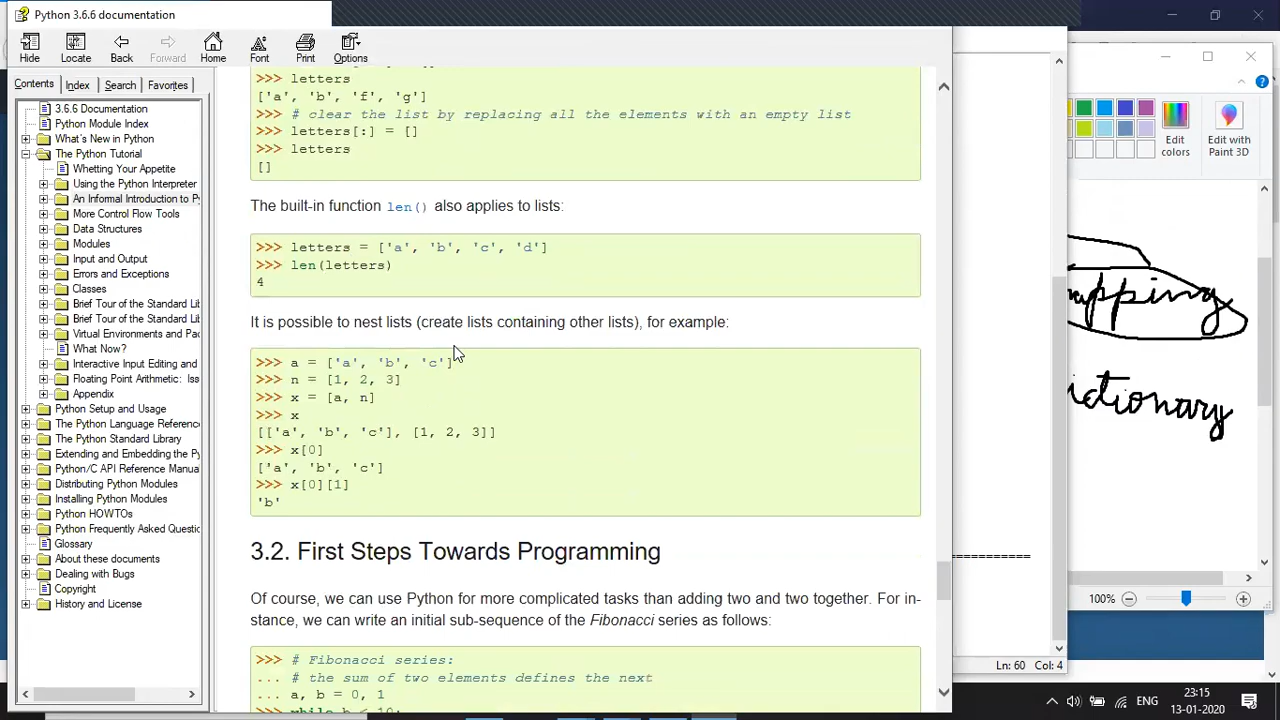 Python 3.6.6 documentation
Hide
Locate
Back
Forward
Home
Font
Print
Options
Contents
Index
Search
Favorites
3.6.6 Documentation
Python Module Index
What's New in Python
The Python Tutorial
Whetting Your Appetite
Using the Python Interpreter
An Informal Introduction to Py
More Control Flow Tools
Data Structures
Modules
Input and Output
Errors and Exceptions
Classes
Brief Tour of the Standard Lib
Brief Tour of the Standard Lib
Virtual Environments and Pac
What Now?
Interactive Input Editing and
Floating Point Arithmetic: Iss
Appendix
Python Setup and Usage
The Python Language Reference
The Python Standard Library
Extending and Embedding the Py
Python/C API Reference Manua
Distributing Python Modules
Installing Python Modules
Python HOWTOs
Python Frequently Asked Questio
Glossary
About these documents
Dealing with Bugs
Copyright
History and License
>>> letters
['a', 'b', 'f', 'g']
>>> # clear the list by replacing all the elements with an empty list
>>> letters[:] = []
>>> letters
[]
The built-in function len() also applies to lists:
>>> letters = ['a', 'b', 'c', 'd']
>>> len(letters)
4
It is possible to nest lists (create lists containing other lists), for example:
>>> a = ['a', 'b', 'c']
>>> n = [1, 2, 3]
>>> x = [a, n]
>>> x
[['a', 'b', 'c'], [1, 2, 3]]
>>> x[0]
['a', 'b', 'c']
>>> x[0][1]
'b'
3.2. First Steps Towards Programming
Of course, we can use Python for more complicated tasks than adding two and two together. For in-
stance, we can write an initial sub-sequence of the Fibonacci series as follows:
>>> # Fibonacci series:
... # the sum of two elements defines the next
... a, b = 0, 1
... while b < 10:
===========
Ln: 60 Col: 4
Edit
colors
Edit with
Paint 3D
apping
ictionary
100%
ENG
23:15
13-01-2020